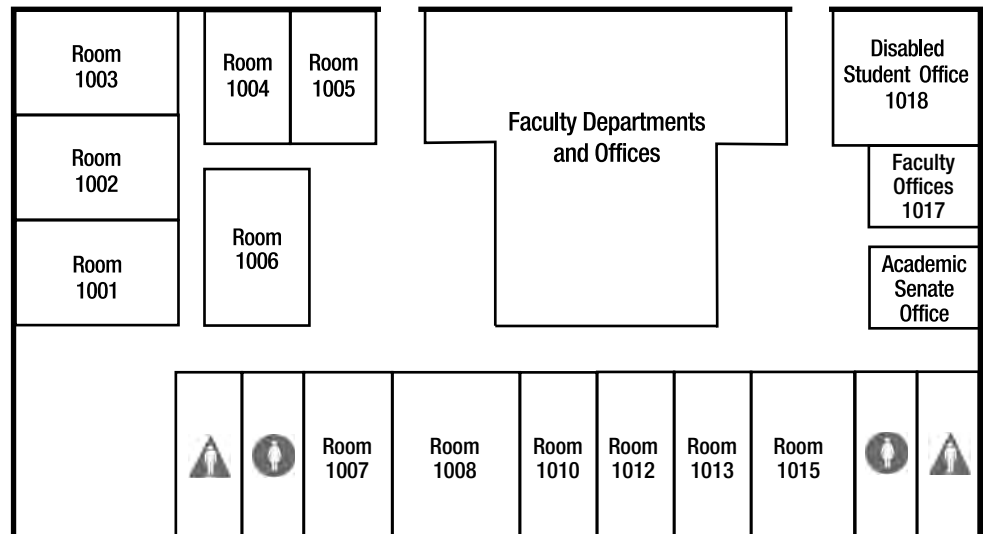 Room
1003
Room
1004
Room
1005
Faculty Departments
and Offices
Disabled
Student Office
1018
Room
1002
Faculty
Offices
1017
Room
1001
Room
1006
Academic
Senate
Office
Room
1007
Room
1008
Room
1010
Room
1012
Room
1013
Room
1015